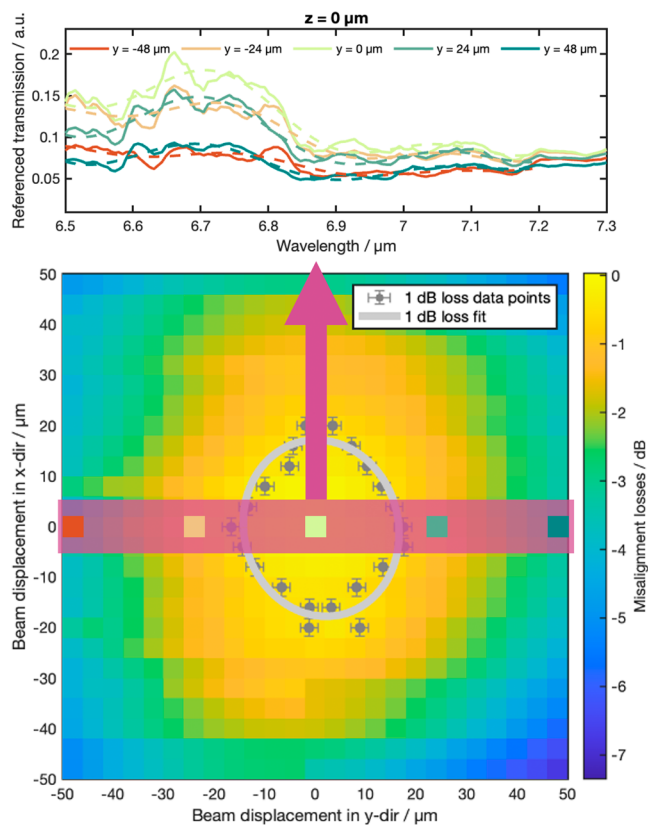 z = 0 µm
Referenced transmission / a.u.
0.2
0.15
0.1
0.05
y = -48 µm y = -24 µm y = 0 µm y = 24 µm y = 48 µm
6.5 6.6 6.7 6.8 6.9 7 7.1 7.2 7.3
Wavelength / µm
Beam displacement in x-dir / µm
50
40
30
20
10
0
-10
-20
-30
-40
-50
1 dB loss data points
1 dB loss fit
-50 -40 -30 -20 -10 0 10 20 30 40 50
Beam displacement in y-dir / µm
0
-1
-2
-3
-4
-5
-6
-7
Misalignment losses / dB